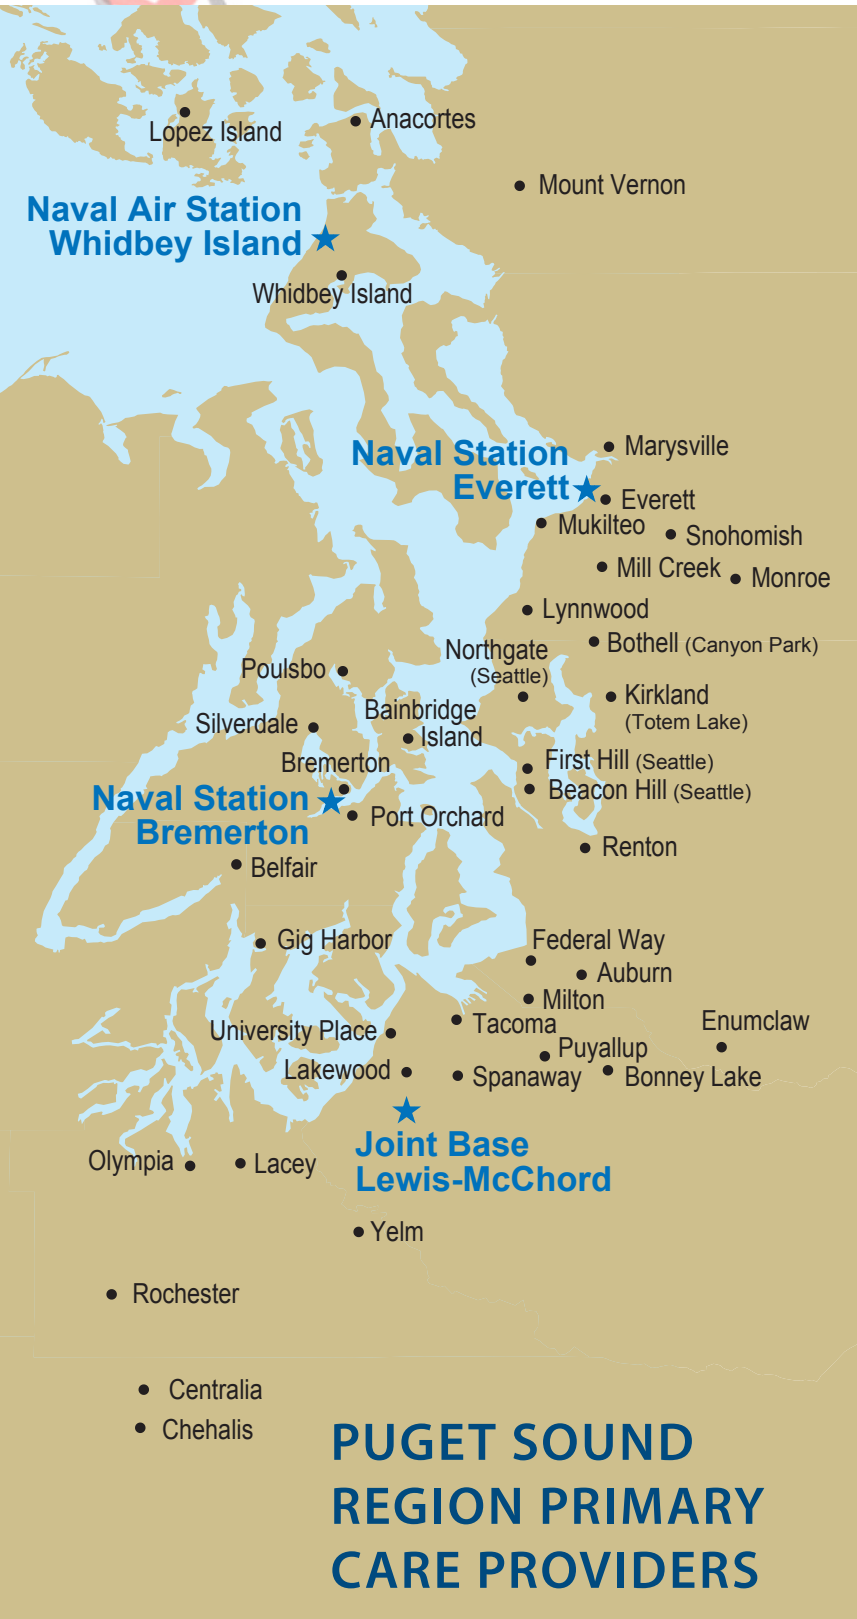 Lopez Island
Anacortes
Mount Vernon
Naval Air Station
Whidbey Island
Whidbey Island
Marysville
Naval Station
Everett
Everett
Mukilteo
Snohomish
Mill Creek
Monroe
Lynnwood
Bothell (Canyon Park)
Northgate
(Seattle)
Poulsbo
Kirkland
(Totem Lake)
Bainbridge
Island
Silverdale
First Hill (Seattle)
Bremerton
Beacon Hill (Seattle)
Naval Station
Bremerton
Port Orchard
Renton
Belfair
Gig Harbor
Federal Way
Auburn
Milton
Tacoma
Enumclaw
University Place
Puyallup
Lakewood
Spanaway
Bonney Lake
Joint Base
Lewis-McChord
Olympia
Lacey
Yelm
Rochester
Centralia
Chehalis
PUGET SOUND
REGION PRIMARY
CARE PROVIDERS